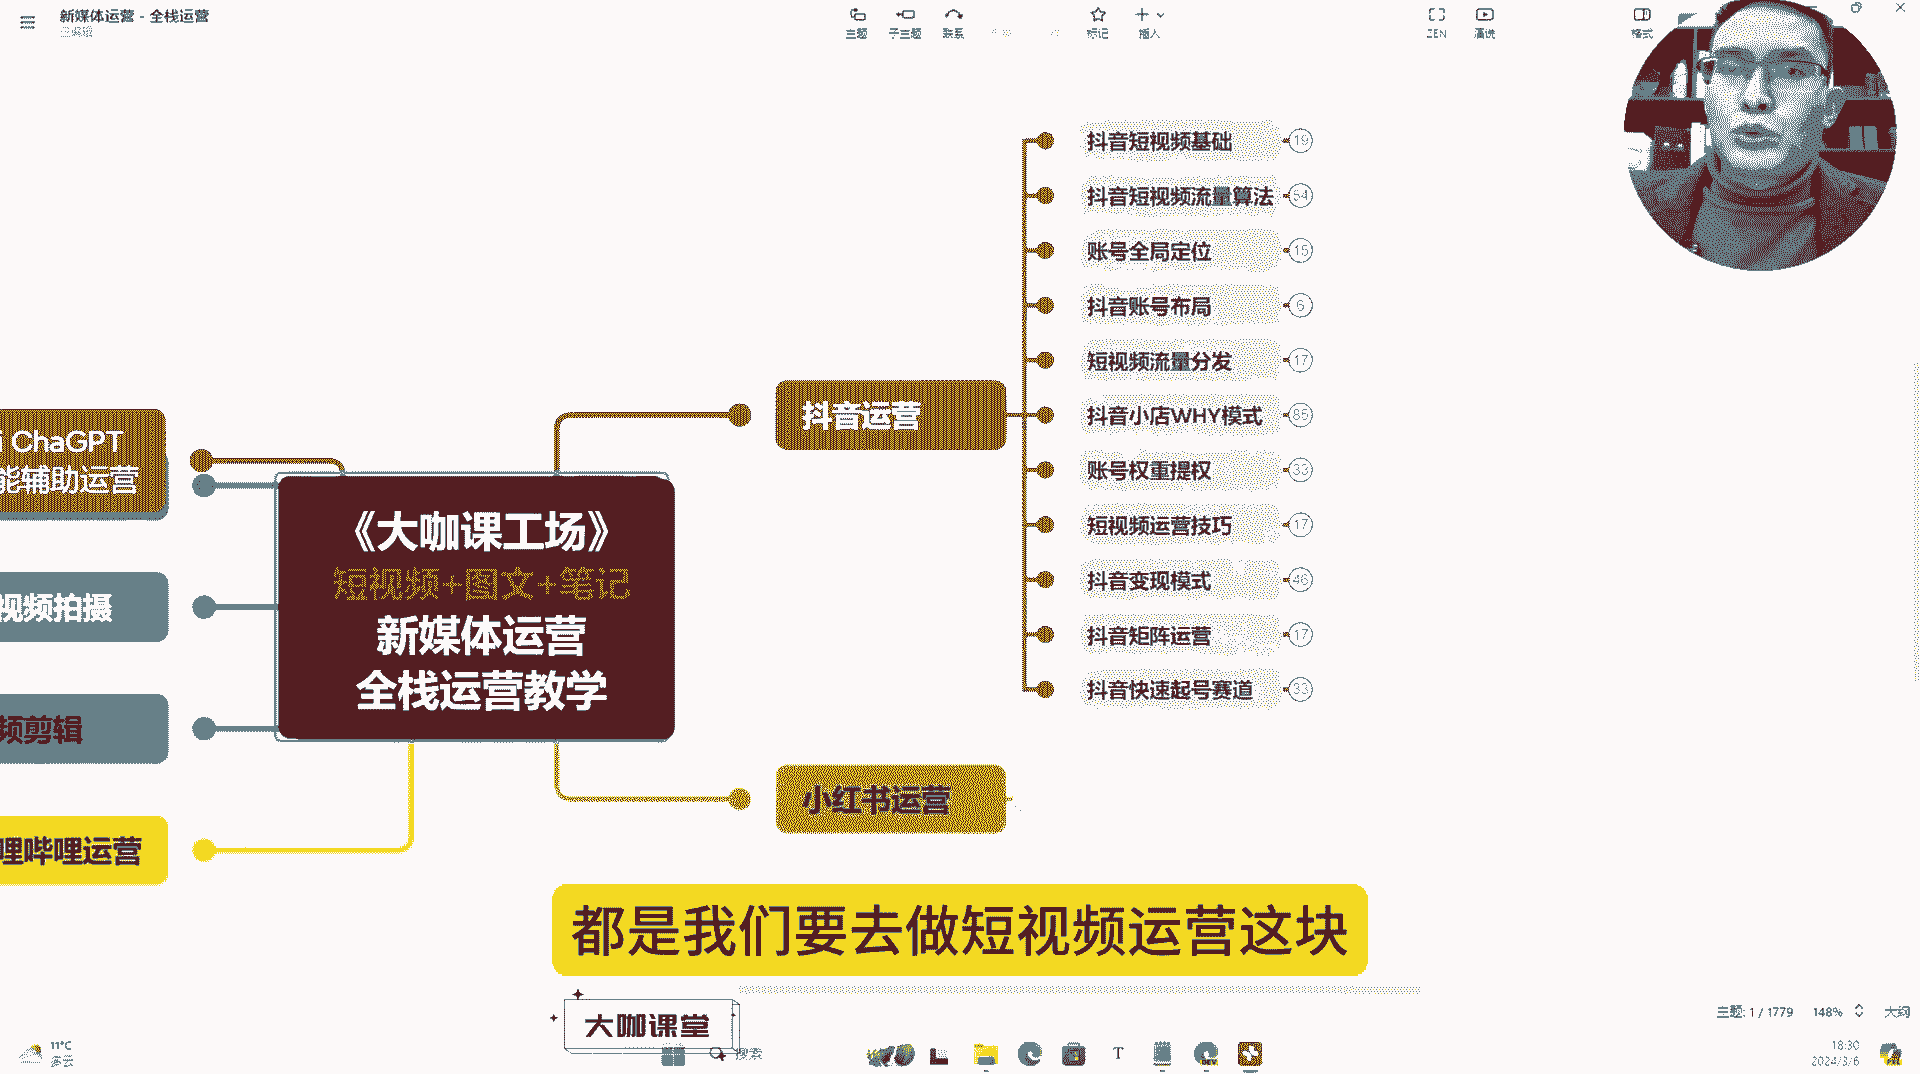 新媒体运营 - 全栈运营
主题
子主题
联系
标记
插入
ZEN
演说
格式
抖音短视频基础 19
抖音短视频流量算法 54
账号全局定位 15
抖音账号布局 6
短视频流量分发 17
抖音运营
抖音小店WHY模式 85
账号权重提权 33
短视频运营技巧 17
抖音变现模式 46
抖音矩阵运营 17
抖音快速起号赛道 33
i ChaGPT
能辅助运营
视频拍摄
频剪辑
哩哔哩运营
《大咖课工场》
短视频+图文+笔记
新媒体运营
全栈运营教学
小红书运营
都是我们要去做短视频运营这块
大咖课堂
主题: 1 / 1779
148%
大纲
11°C
多云
搜索
T
DEV
18:30
2024/3/6